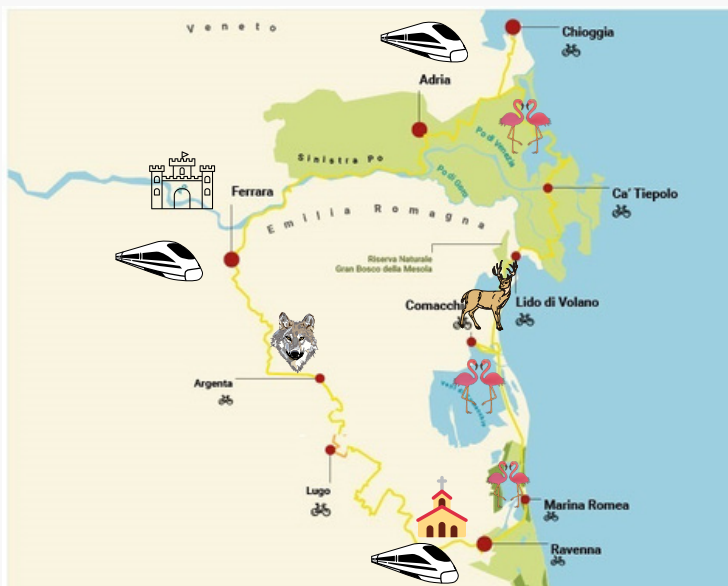 Veneto
Chioggia
Adria
Po di Venezia
Sinistra Po
Po di Goro
Ferrara
Ca' Tiepolo
Emilia Romagna
Riserva Naturale
Gran Bosco della Mesola
Comacchi
Lido di Volano
Argenta
Lugo
Marina Romea
Ravenna